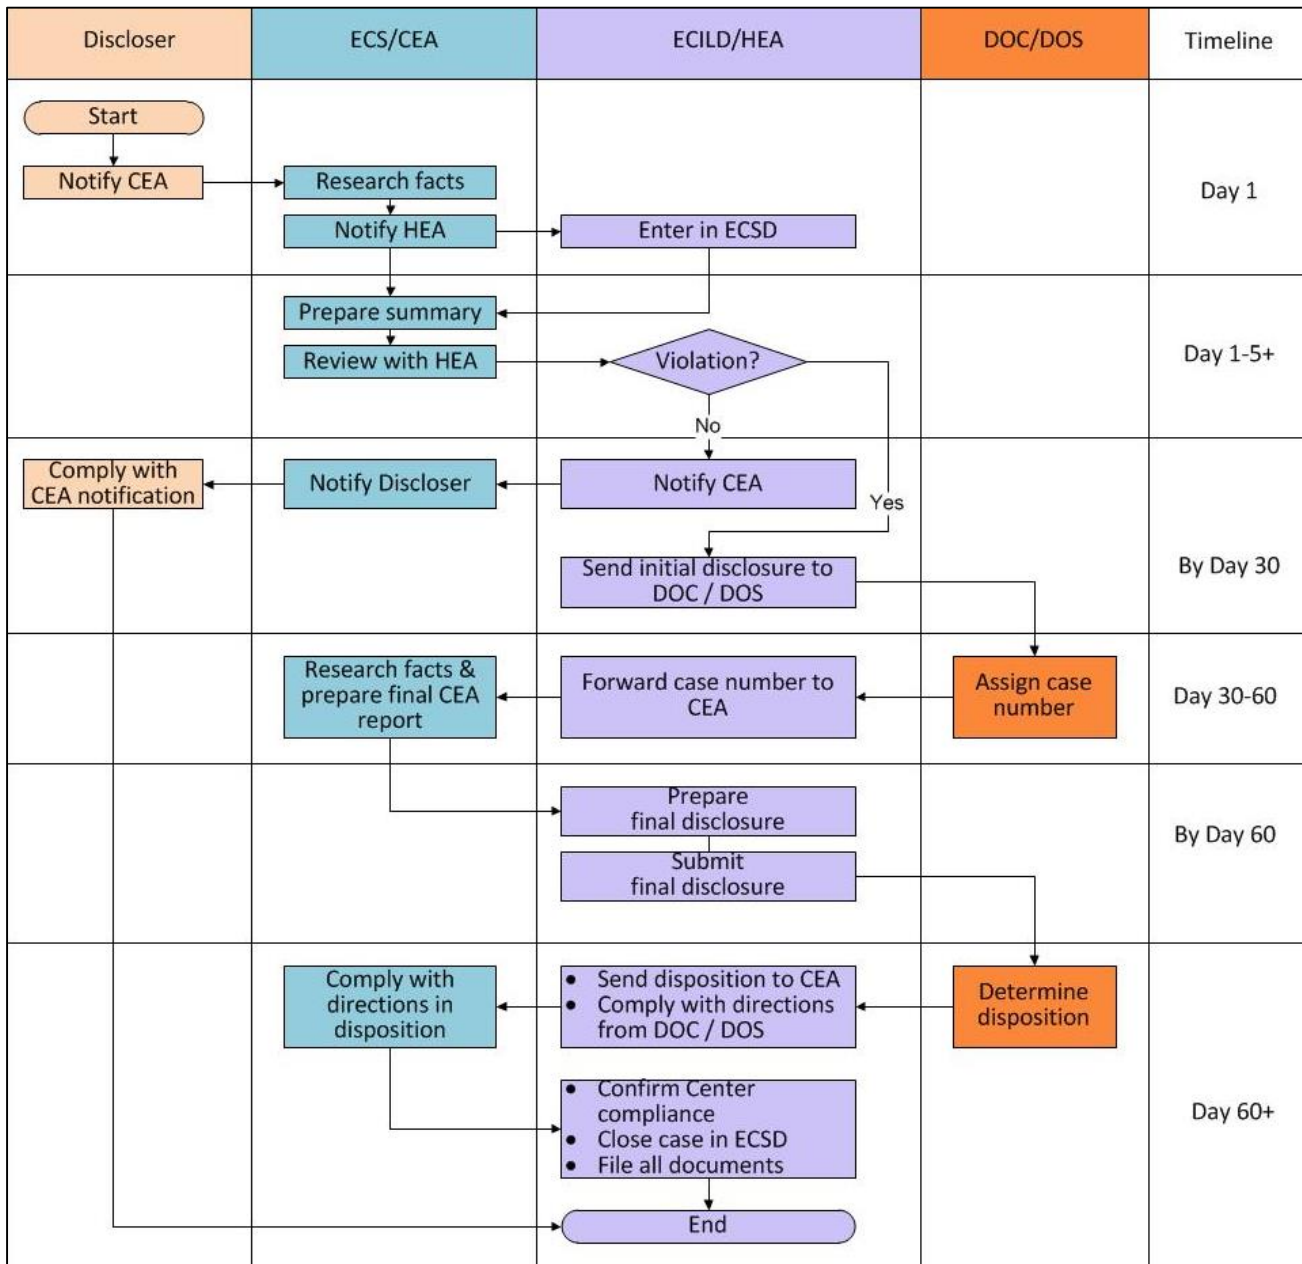 Discloser
ECS/CEA
ECILD/HEA
DOC/DOS
Timeline
Start
Notify CEA
Research facts
Day 1
Notify HEA
Enter in ECSD
Prepare summary
Review with HEA
Violation?
Day 1-5+
No
Comply with
CEA notification
Notify Discloser
Notify CEA
Yes
Send initial disclosure to
DOC / DOS
By Day 30
Research facts &
prepare final CEA
report
Forward case number to
CEA
Assign case
number
Day 30-60
Prepare
final disclosure
By Day 60
Submit
final disclosure
Comply with
directions in
disposition
• Send disposition to CEA
• Comply with directions
from DOC / DOS
Determine
disposition
• Confirm Center
compliance
• Close case in ECSD
• File all documents
Day 60+
End